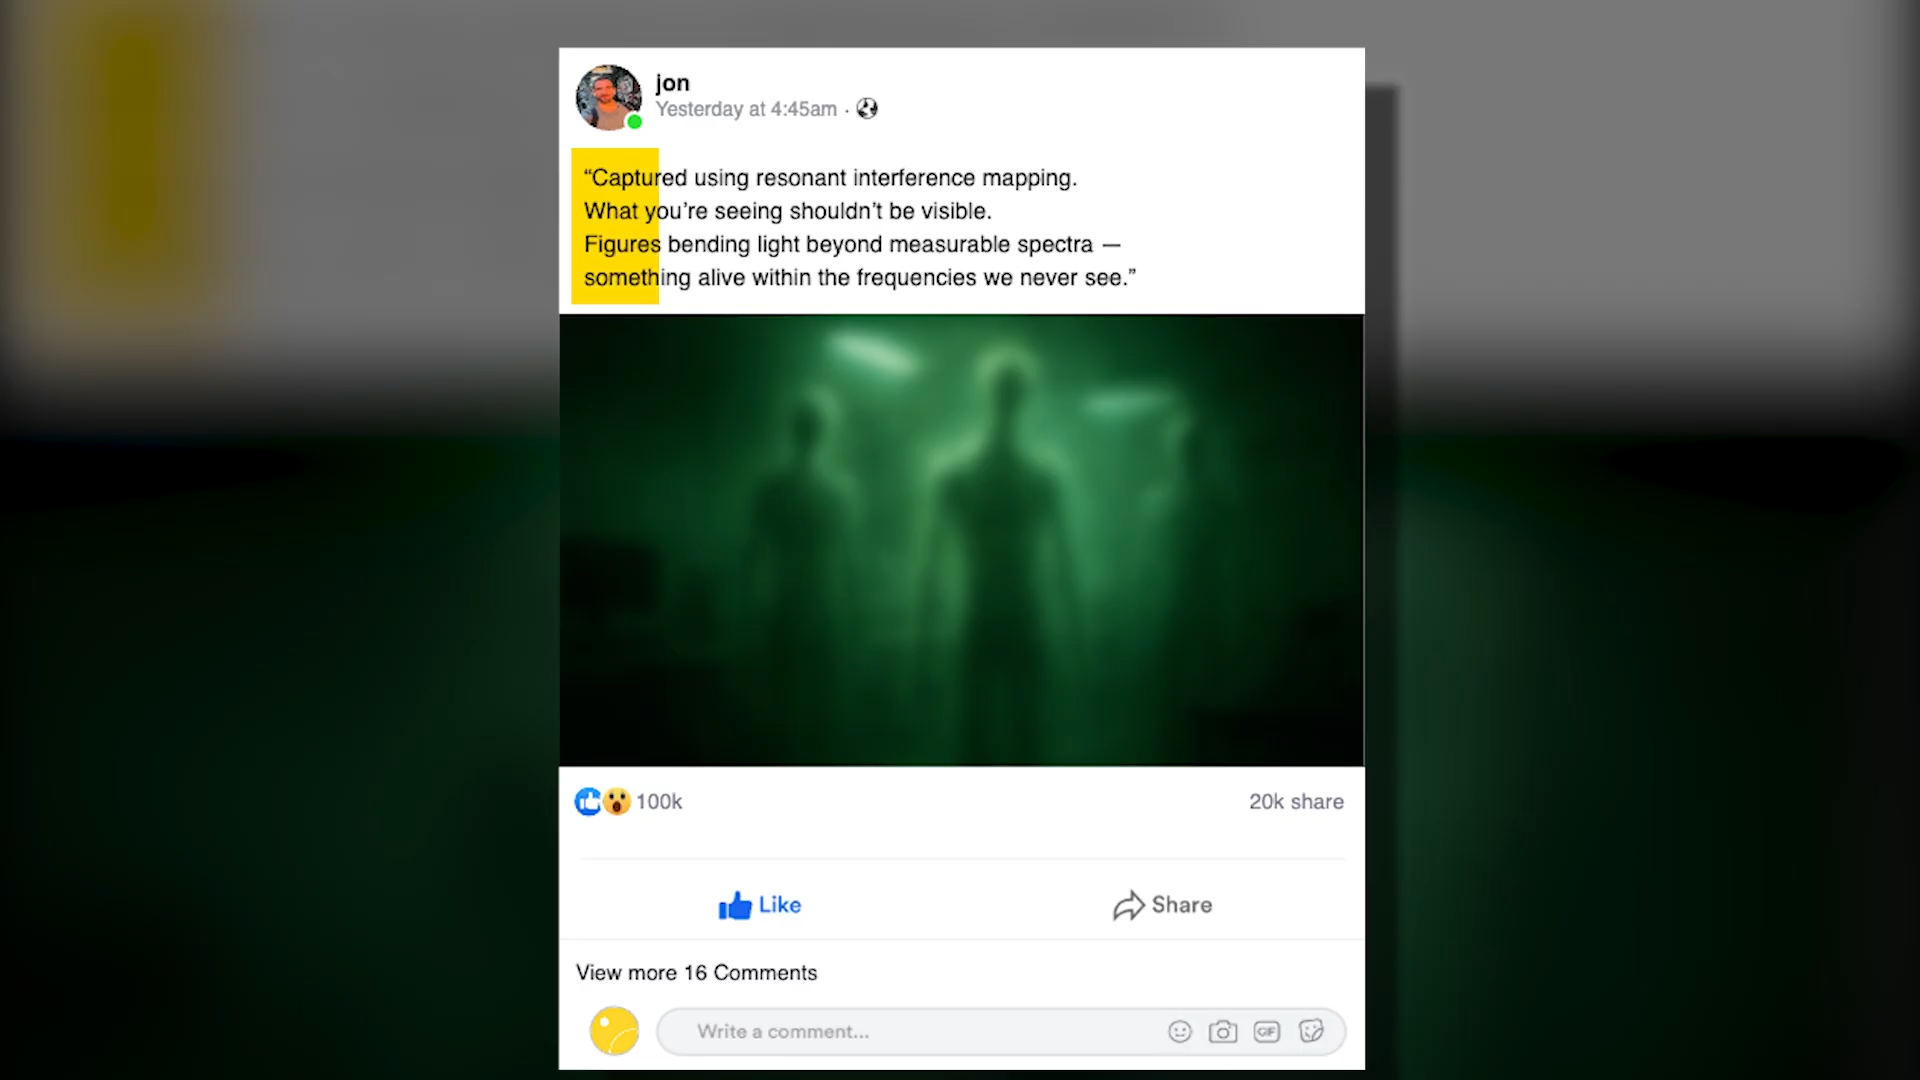 jon
Yesterday at 4:45am ·
“Captured using resonant interference mapping.
What you’re seeing shouldn’t be visible.
Figures bending light beyond measurable spectra —
something alive within the frequencies we never see.”
100k
20k share
Like
Share
View more 16 Comments
Write a comment...
GIF